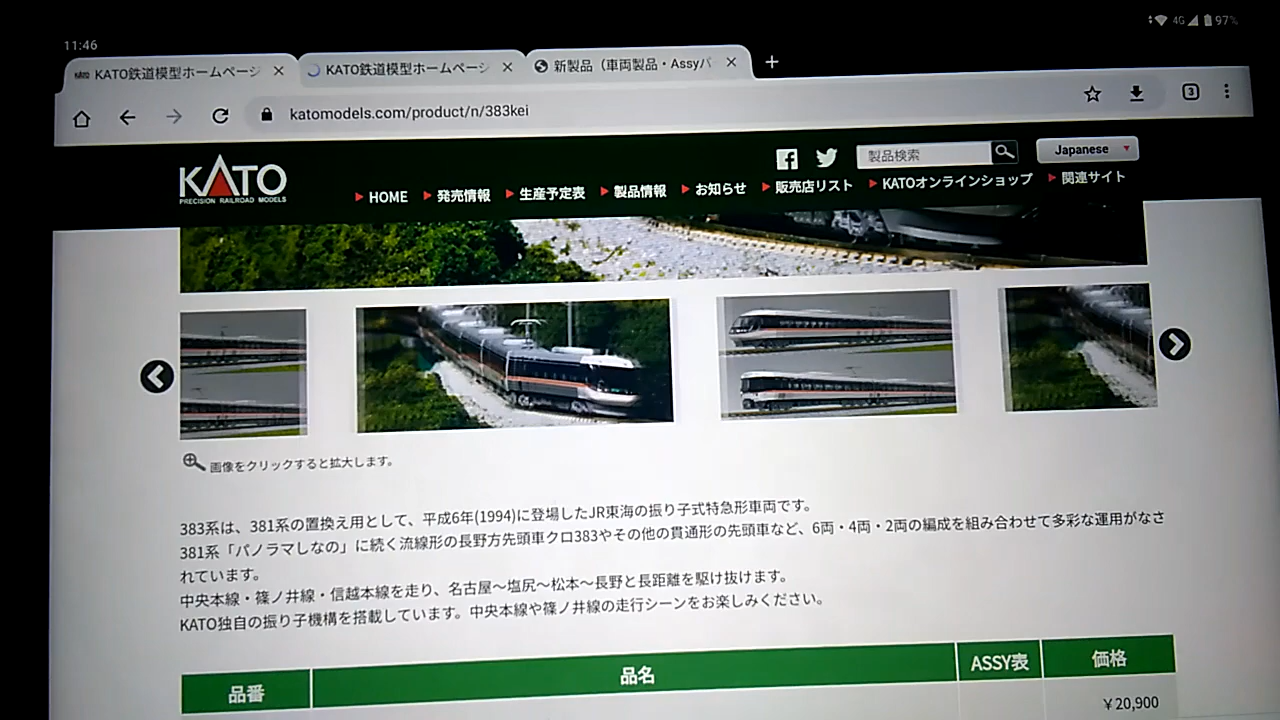 11:46
4G 97%
KATO鉄道模型ホームページ
KATO鉄道模型ホームページ
新製品（車両製品・Assyパ
katomodels.com/product/n/383kei
3
KATO
PRECISION RAILROAD MODELS
製品検索
Japanese
HOME
発売情報
生産予定表
製品情報
お知らせ
販売店リスト
KATOオンラインショップ
関連サイト
画像をクリックすると拡大します。
383系は、381系の置換え用として、平成6年(1994)に登場したJR東海の振り子式特急形車両です。
381系「パノラマしなの」に続く流線形の長野方先頭車クロ383やその他の貫通形の先頭車など、6両・4両・2両の編成を組み合わせて多彩な運用がなさ
れています。
中央本線・篠ノ井線・信越本線を走り、名古屋～塩尻～松本～長野と長距離を駆け抜けます。
KATO独自の振り子機構を搭載しています。中央本線や篠ノ井線の走行シーンをお楽しみください。
品番
品名
ASSY表
価格
￥20,900